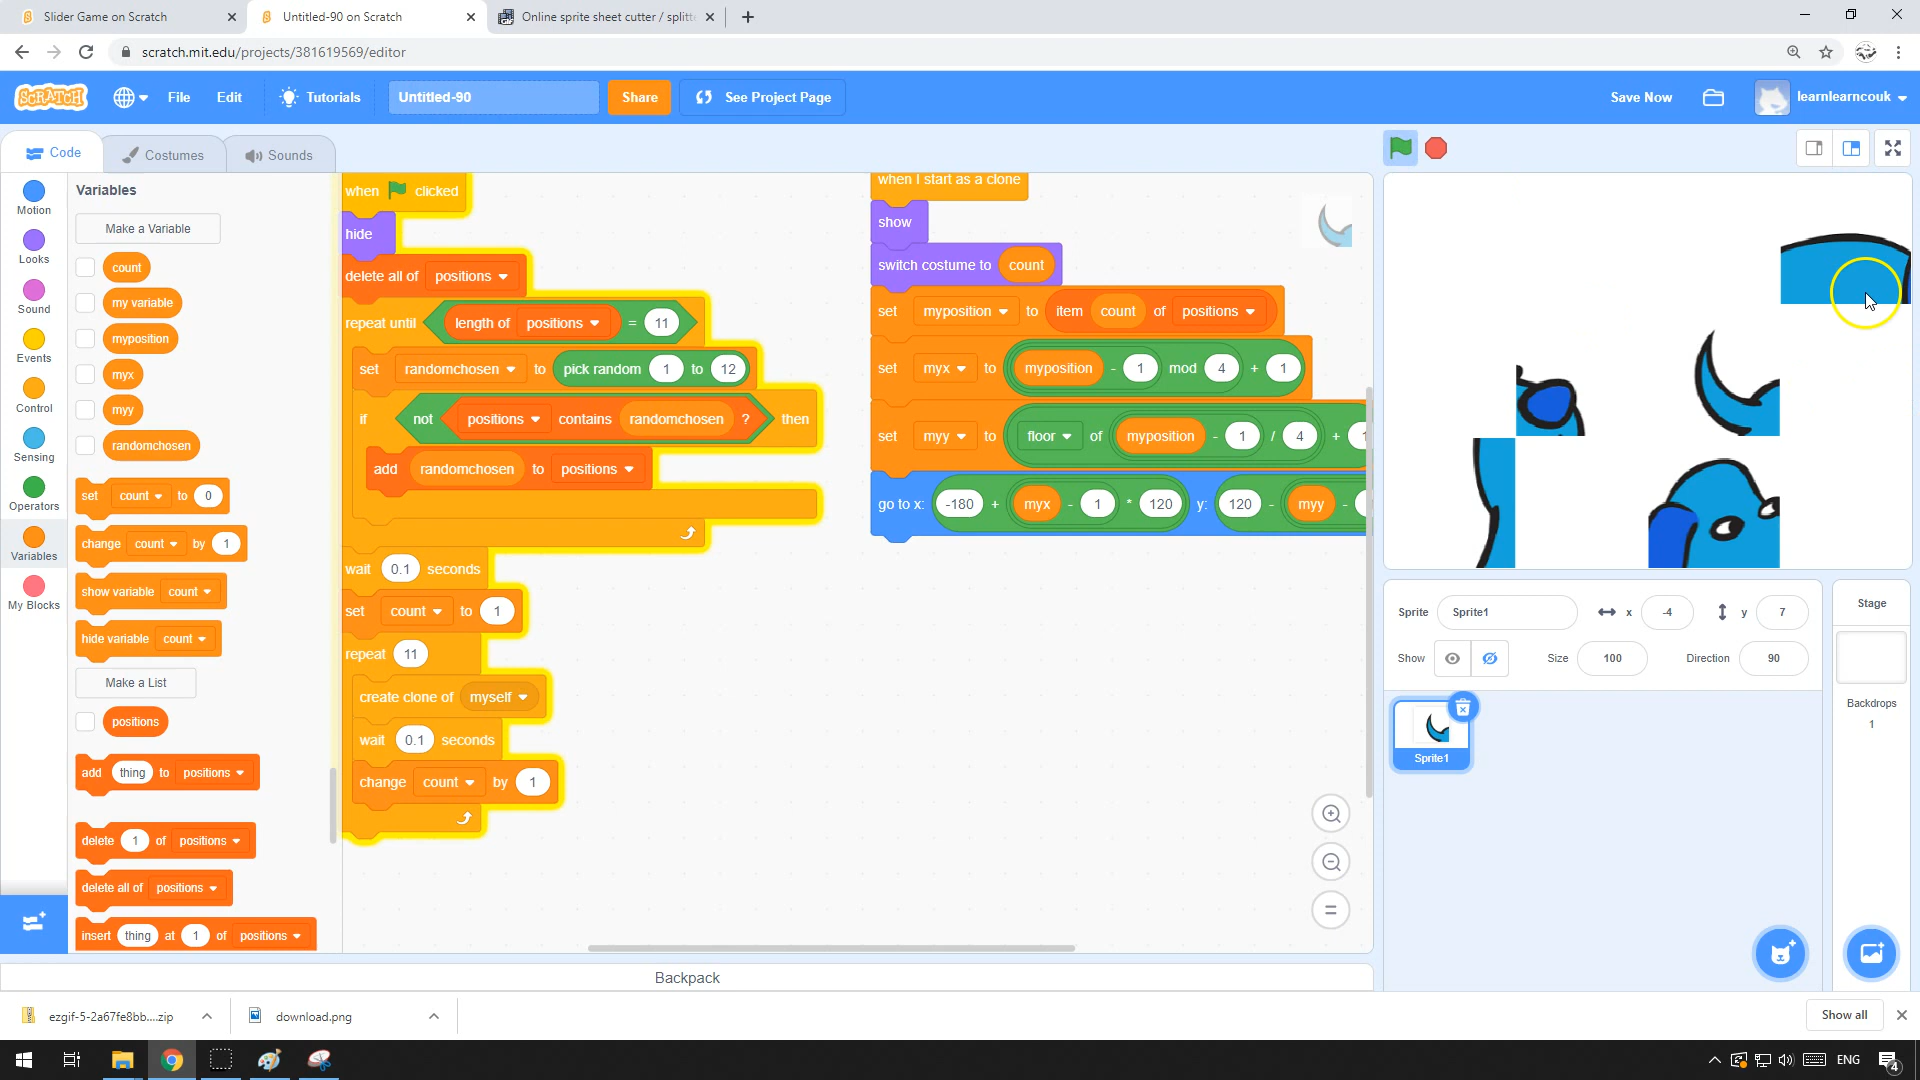 Slider Game on Scratch
Untitled-90 on Scratch
Online sprite sheet cutter / splitte
scratch.mit.edu/projects/381619569/editor
SCRATCH
File
Edit
Tutorials
Untitled-90
Share
See Project Page
Save Now
learnlearncouk
Code
Costumes
Sounds
Motion
Looks
Sound
Events
Control
Sensing
Operators
Variables
My Blocks
Variables
Make a Variable
count
my variable
myposition
myx
myy
randomchosen
set count to 0
change count by 1
show variable count
hide variable count
Make a List
positions
add thing to positions
delete 1 of positions
delete all of positions
insert thing at 1 of positions
when clicked
hide
delete all of positions
repeat until length of positions = 11
set randomchosen to pick random 1 to 12
if not positions contains randomchosen ? then
add randomchosen to positions
wait 0.1 seconds
set count to 1
repeat 11
create clone of myself
wait 0.1 seconds
change count by 1
when I start as a clone
show
switch costume to count
set myposition to item count of positions
set myx to myposition - 1 mod 4 + 1
set myy to floor of myposition - 1 / 4 + 1
go to x: -180 + myx - 1 * 120 y: 120 - myy -
Sprite Sprite1 x -4 y 7
Show Size 100 Direction 90
Sprite1
Stage
Backdrops
1
Backpack
ezgif-5-2a67fe8bb....zip
download.png
Show all
ENG
4